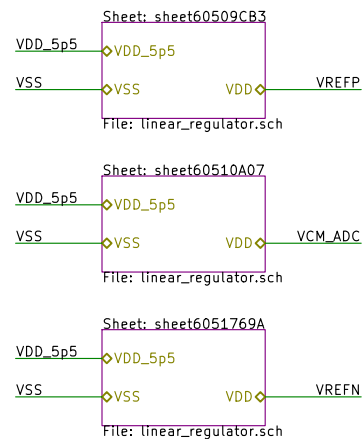 Sheet: sheet60509CB3
VDD_5p5 VDD_5p5
VSS VSS VDD VREFP
File: linear_regulator.sch
Sheet: sheet60510A07
VDD_5p5 VDD_5p5
VSS VSS VDD VCM_ADC
File: linear_regulator.sch
Sheet: sheet6051769A
VDD_5p5 VDD_5p5
VSS VSS VDD VREFN
File: linear_regulator.sch